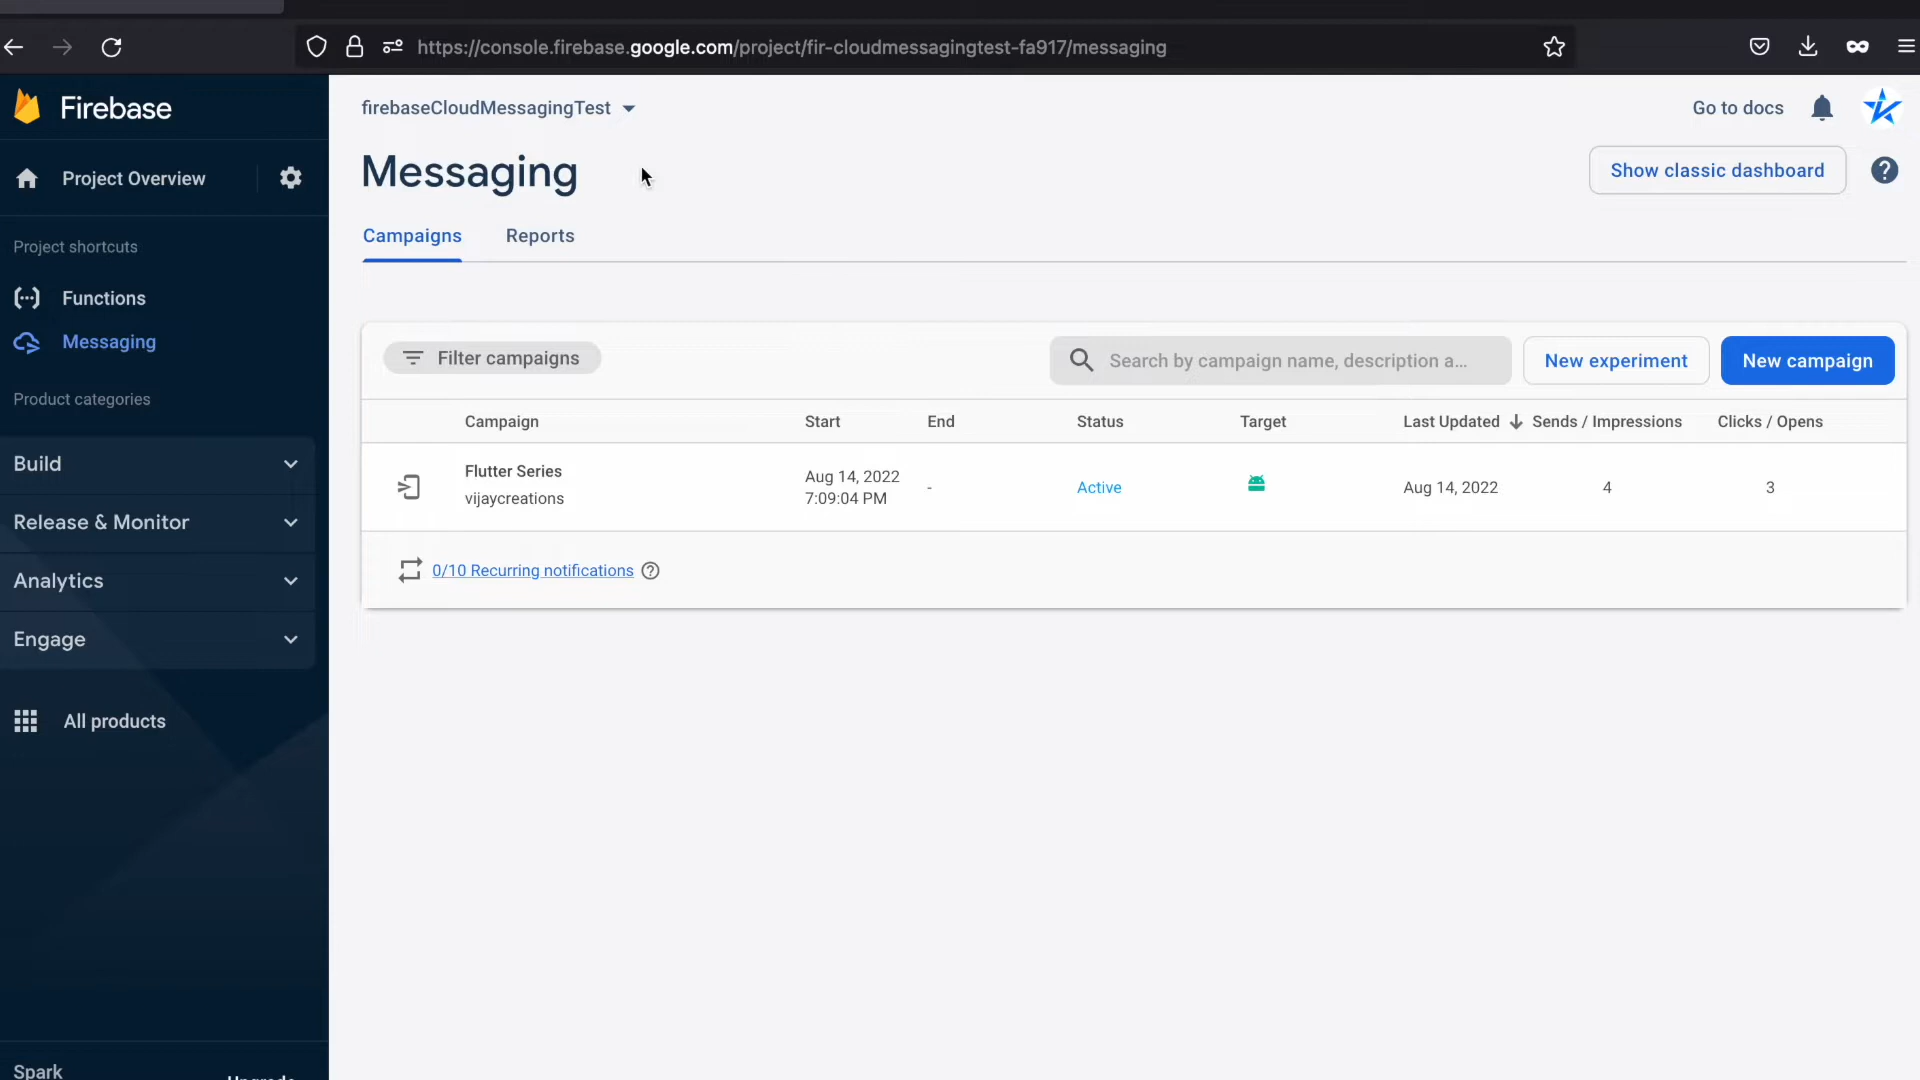 https://console.firebase.google.com/project/fir-cloudmessagingtest-fa917/messaging
Firebase
firebaseCloudMessagingTest
Go to docs
Project Overview
Messaging
Show classic dashboard
Campaigns
Reports
Project shortcuts
Functions
Messaging
Product categories
Build
Release & Monitor
Analytics
Engage
All products
Spark
Filter campaigns
Search by campaign name, description a...
New experiment
New campaign
Campaign
Start
End
Status
Target
Last Updated
Sends / Impressions
Clicks / Opens
Flutter Series
vijaycreations
Aug 14, 2022
7:09:04 PM
-
Active
Aug 14, 2022
4
3
0/10 Recurring notifications